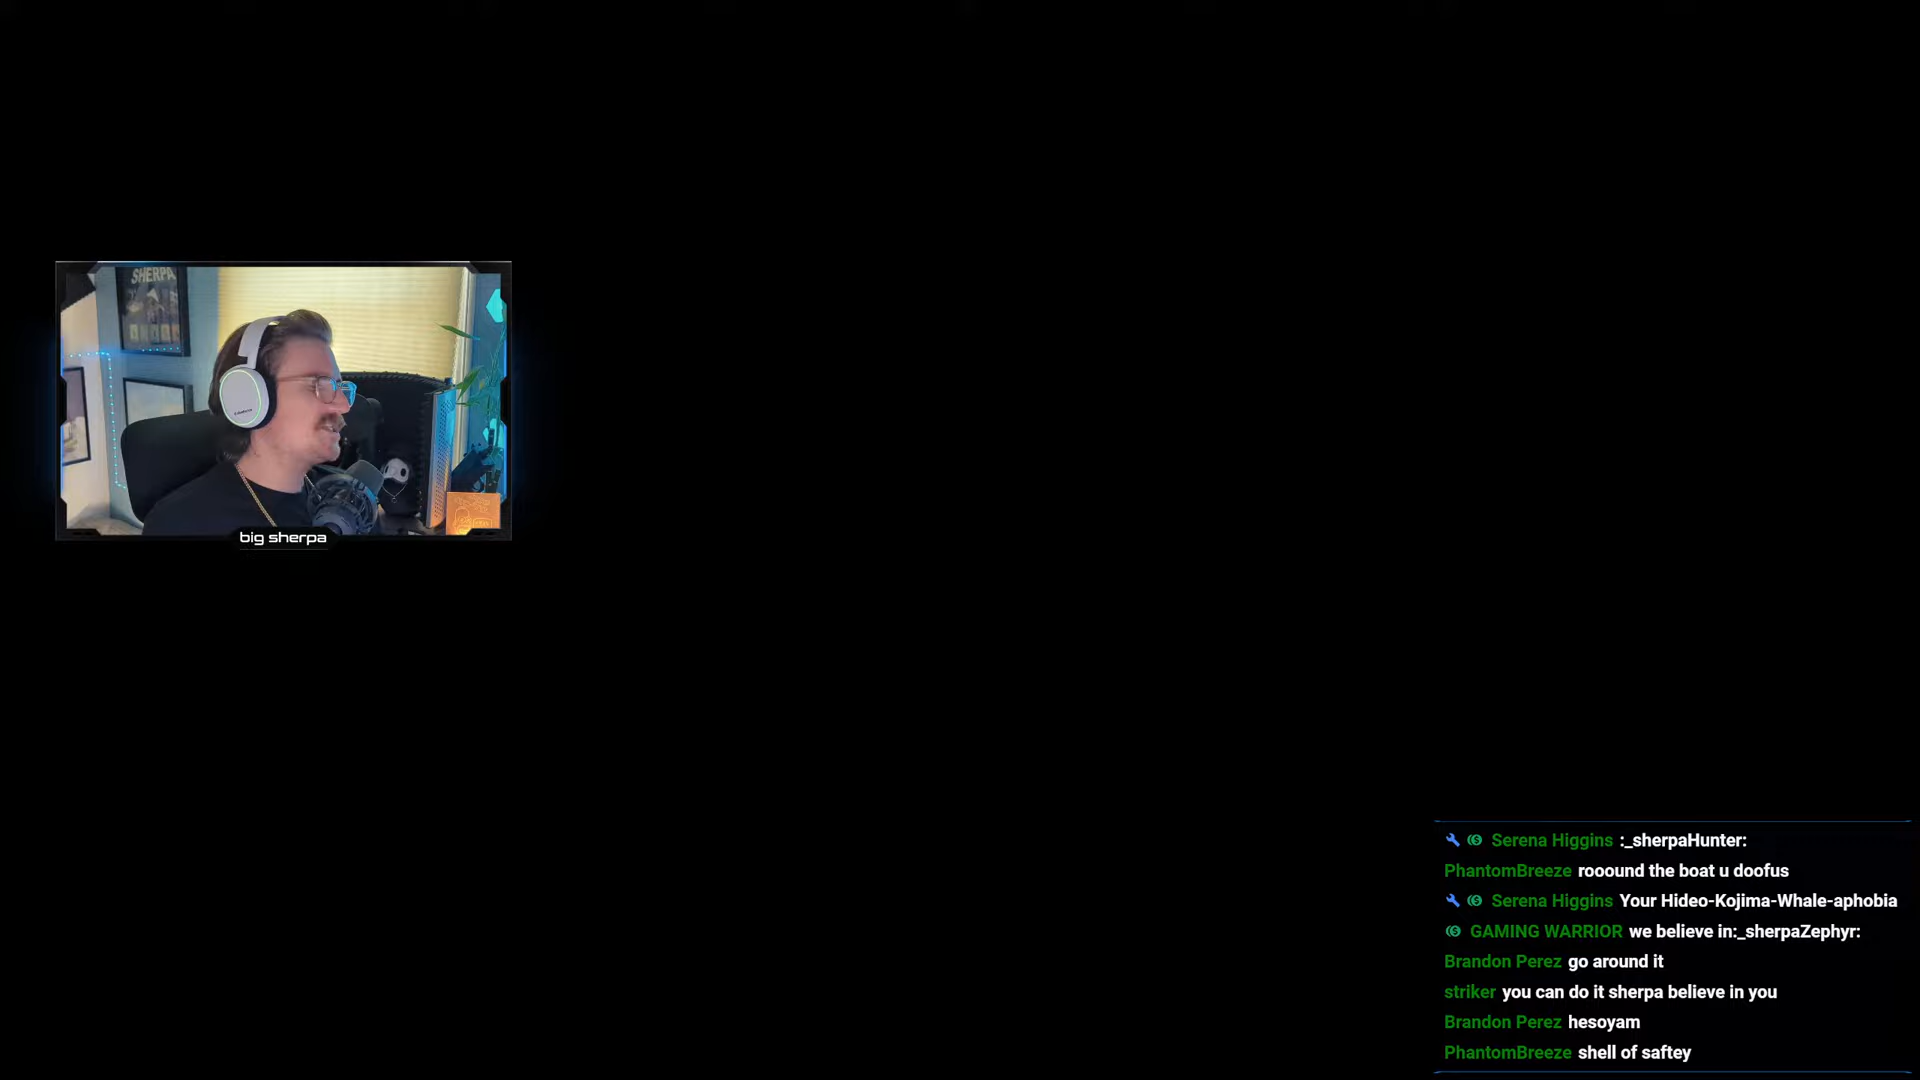 SHERPA
big sherpa
Serena Higgins :_sherpaHunter:
PhantomBreeze rooound the boat u doofus
Serena Higgins Your Hideo-Kojima-Whale-aphobia
GAMING WARRIOR we believe in:_sherpaZephyr:
Brandon Perez go around it
striker you can do it sherpa believe in you
Brandon Perez hesoyam
PhantomBreeze shell of saftey